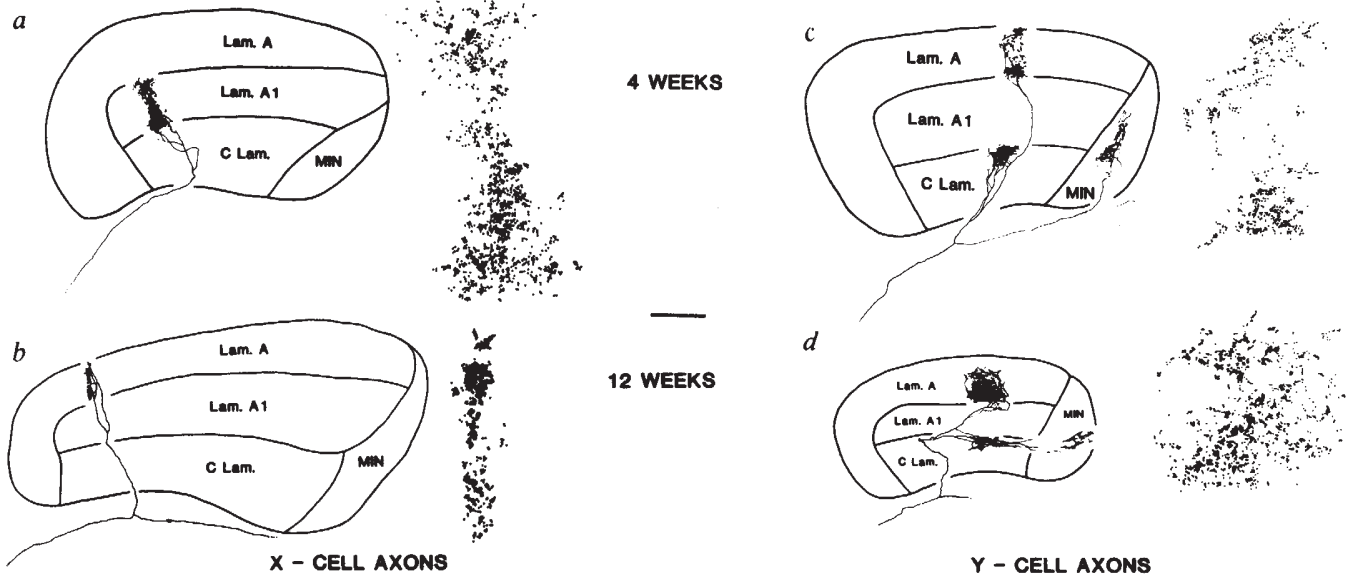 a
Lam. A
Lam. A1
C Lam.
MIN
4 WEEKS
c
Lam. A
Lam. A1
C Lam.
MIN
b
Lam. A
Lam. A1
C Lam.
MIN
12 WEEKS
d
Lam. A
Lam. A1
C Lam.
MIN
X - CELL AXONS
Y - CELL AXONS